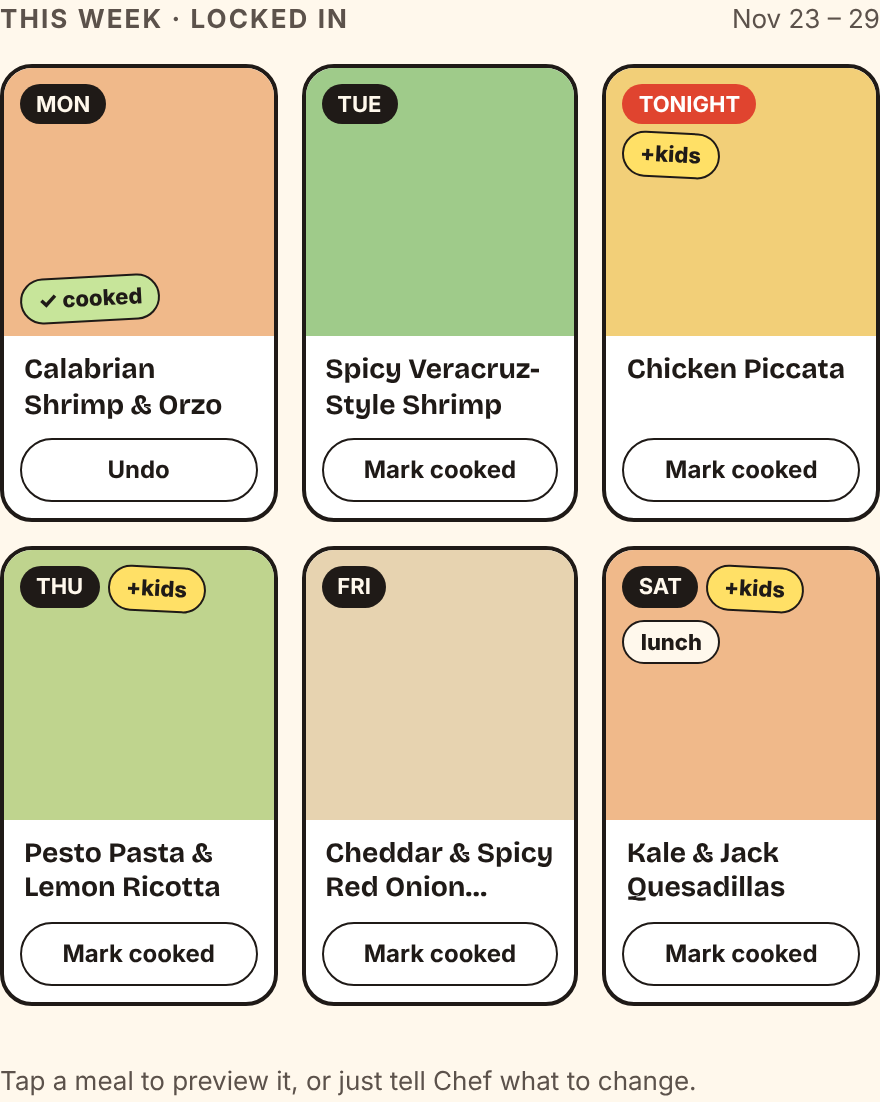 THIS WEEK · LOCKED IN
Nov 23 – 29
MON
✓ cooked
Calabrian
Shrimp & Orzo
Undo
TUE
Spicy Veracruz-
Style Shrimp
Mark cooked
TONIGHT
+kids
Chicken Piccata
Mark cooked
THU
+kids
Pesto Pasta &
Lemon Ricotta
Mark cooked
FRI
Cheddar & Spicy
Red Onion...
Mark cooked
SAT
+kids
lunch
Kale & Jack
Quesadillas
Mark cooked
Tap a meal to preview it, or just tell Chef what to change.